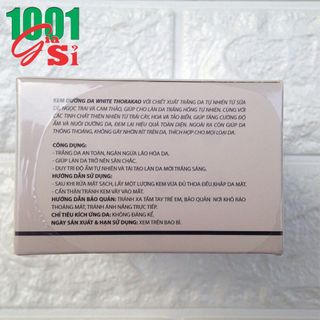 1001
Giá Sỉ
KEM DƯỠNG DA WHITE THORAKAO VỚI CHIẾT XUẤT TRẮNG DA TỰ NHIÊN TỪ SỮA
DÊ, NGỌC TRAI VÀ CAM THẢO, GIÚP CHO LÀN DA TRẮNG HỒNG TỰ NHIÊN. CÙNG VỚI
CÁC TINH CHẤT THIÊN NHIÊN TỪ TRÁI CÂY, HOA VÀ TẢO BIỂN, GIÚP TĂNG CƯỜNG ĐỘ
ẨM VÀ NUÔI DƯỠNG DA, ĐEM LẠI HIỆU QUẢ TOÀN DIỆN. NGOÀI RA CÒN GIÚP DA
THÔNG THOÁNG, KHÔNG GÂY NHỜN RÍT TRÊN DA, THÍCH HỢP CHO MỌI LOẠI DA.
CÔNG DỤNG:
- TRẮNG DA AN TOÀN, NGĂN NGỪA LÃO HÓA DA.
- GIÚP LÀN DA TRỞ NÊN SĂN CHẮC.
- DUY TRÌ ĐỘ ẨM TỰ NHIÊN VÀ TÁI TẠO LÀN DA MỚI TRẮNG SÁNG.
HƯỚNG DẪN SỬ DỤNG:
- SAU KHI RỬA MẶT SẠCH, LẤY MỘT LƯỢNG KEM VỪA ĐỦ THOA ĐỀU KHẮP DA MẶT.
- CẨN THẬN TRÁNH KEM VÂY VÀO MẮT.
HƯỚNG DẪN BẢO QUẢN: TRÁNH XA TẦM TAY TRẺ EM, BẢO QUẢN NƠI KHÔ RÁO
THOÁNG MÁT, TRÁNH ÁNH NẮNG TRỰC TIẾP.
CHỈ TIÊU KÍCH ỨNG DA: KHÔNG ĐÁNG KỂ.
NGÀY SẢN XUẤT & HẠN SỬ DỤNG: XEM TRÊN BAO BÌ.